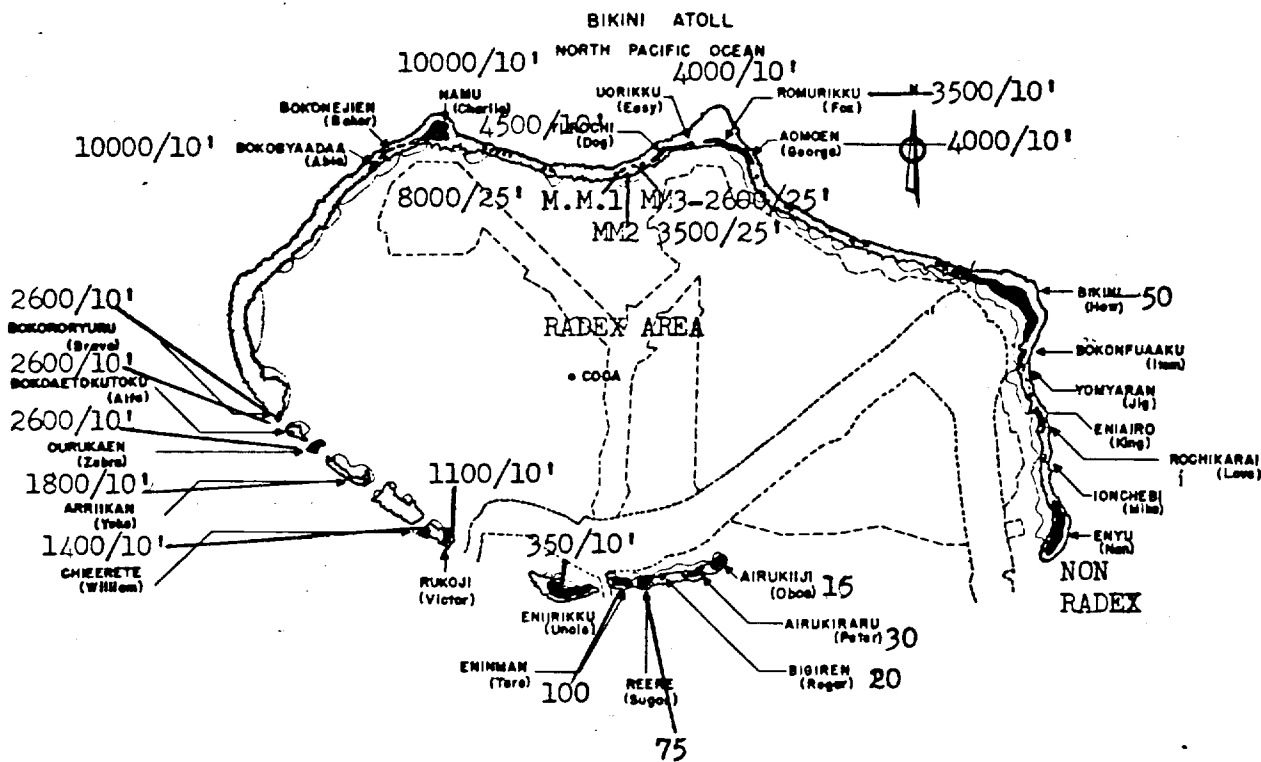 BIKINI ATOLL
NORTH PACIFIC OCEAN
10000/10'
4000/10'
NAMU
(Charlie)
UORIKKU
(Easy)
ROMURIKKU
(Fox)
N
3500/10'
BOKONEJIEN
(Baker)
4500/10'
(Dog)
AOMOEN
(George)
4000/10'
10000/10'
BOKOBYAADAA
(Able)
8000/25'
M.M.1
MM3-2600/25'
MM2 3500/25'
2600/10'
BOKORORYURU
(Bravo)
RADEX AREA
BIKINI
(How)
50
BOKONFUAAKU
(Item)
2600/10'
BOKOAETOKUTOKU
(Alfa)
COCA
YOMYARAN
(Jig)
2600/10'
OURUKAEN
(Zebra)
ENIAIRO
(King)
ROCHIKARAI
(Love)
1800/10'
ARRIIKAN
(Yoke)
1100/10'
IONCHEBI
(Mike)
1400/10'
CHIEERETE
(William)
350/10'
ENYU
(Nan)
RUKOJI
(Victor)
AIRUKIIJI
(Oboe)
15
NON
RADEX
ENIIRIKKU
(Uncle)
AIRUKIRARU
(Peter)
30
ENINMAN
(Tare)
100
REERE
(Sugar)
BIGIREN
(Roger)
20
75